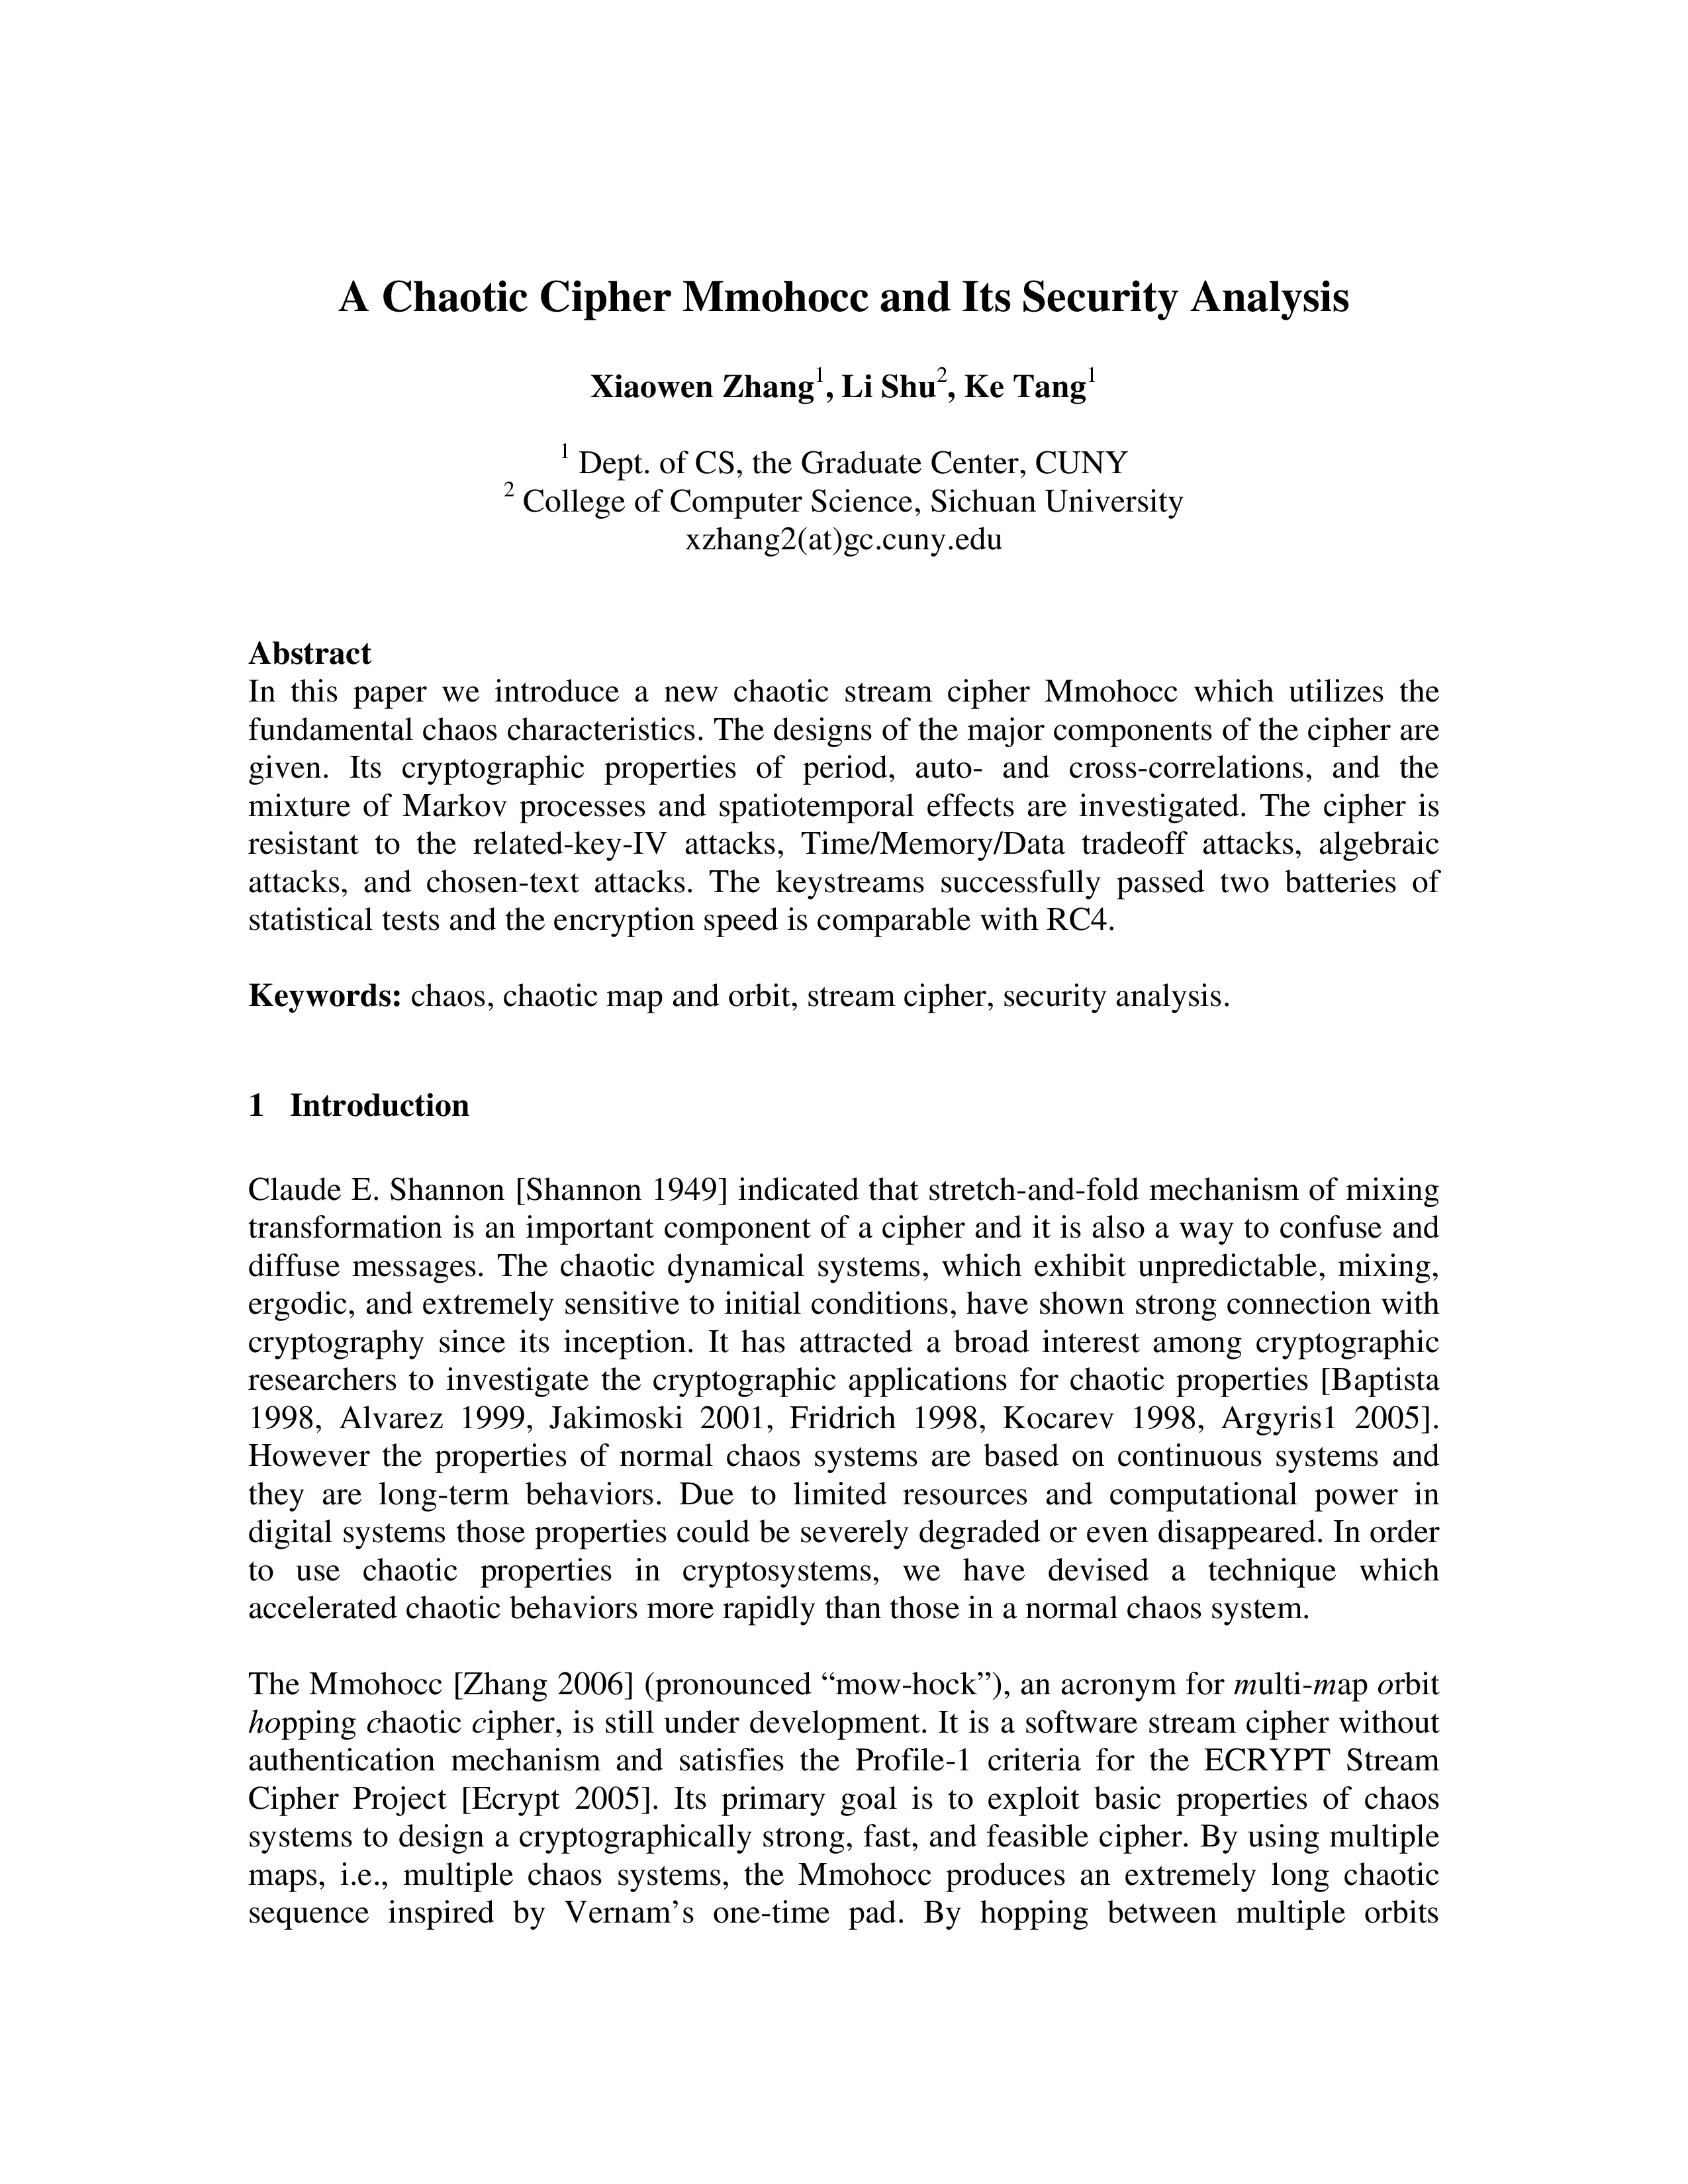 A Chaotic Cipher Mmohocc and Its Security Analysis
Xiaowen Zhang1, Li Shu2, Ke Tang1
1 Dept. of CS, the Graduate Center, CUNY
2 College of Computer Science, Sichuan University
xzhang2(at)gc.cuny.edu
Abstract
In this paper we introduce a new chaotic stream cipher Mmohocc which utilizes the
fundamental chaos characteristics. The designs of the major components of the cipher are
given. Its cryptographic properties of period, auto- and cross-correlations, and the
mixture of Markov processes and spatiotemporal effects are investigated. The cipher is
resistant to the related-key-IV attacks, Time/Memory/Data tradeoff attacks, algebraic
attacks, and chosen-text attacks. The keystreams successfully passed two batteries of
statistical tests and the encryption speed is comparable with RC4.
Keywords: chaos, chaotic map and orbit, stream cipher, security analysis.
1 Introduction
Claude E. Shannon [Shannon 1949] indicated that stretch-and-fold mechanism of mixing
transformation is an important component of a cipher and it is also a way to confuse and
diffuse messages. The chaotic dynamical systems, which exhibit unpredictable, mixing,
ergodic, and extremely sensitive to initial conditions, have shown strong connection with
cryptography since its inception. It has attracted a broad interest among cryptographic
researchers to investigate the cryptographic applications for chaotic properties [Baptista
1998, Alvarez 1999, Jakimoski 2001, Fridrich 1998, Kocarev 1998, Argyris1 2005].
However the properties of normal chaos systems are based on continuous systems and
they are long-term behaviors. Due to limited resources and computational power in
digital systems those properties could be severely degraded or even disappeared. In order
to use chaotic properties in cryptosystems, we have devised a technique which
accelerated chaotic behaviors more rapidly than those in a normal chaos system.
The Mmohocc [Zhang 2006] (pronounced “mow-hock”), an acronym for multi-map orbit
hopping chaotic cipher, is still under development. It is a software stream cipher without
authentication mechanism and satisfies the Profile-1 criteria for the ECRYPT Stream
Cipher Project [Ecrypt 2005]. Its primary goal is to exploit basic properties of chaos
systems to design a cryptographically strong, fast, and feasible cipher. By using multiple
maps, i.e., multiple chaos systems, the Mmohocc produces an extremely long chaotic
sequence inspired by Vernam’s one-time pad. By hopping between multiple orbits